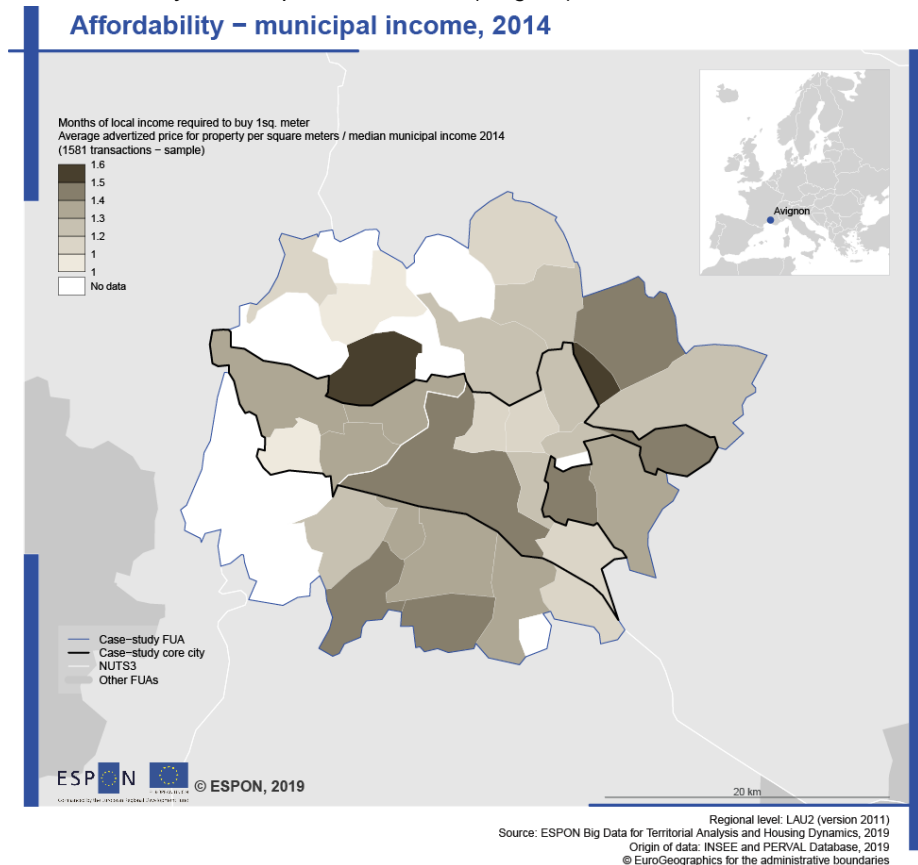 Affordability − municipal income, 2014
Months of local income required to buy 1sq. meter
Average advertized price for property per square meters / median municipal income 2014
(1581 transactions − sample)
1.6
1.5
1.4
1.3
1.2
1
1
No data
Avignon
Case−study FUA
Case−study core city
NUTS3
Other FUAs
ESPON
© ESPON, 2019
20 km
Regional level: LAU2 (version 2011)
Source: ESPON Big Data for Territorial Analysis and Housing Dynamics, 2019
Origin of data: INSEE and PERVAL Database, 2019
© EuroGeographics for the administrative boundaries